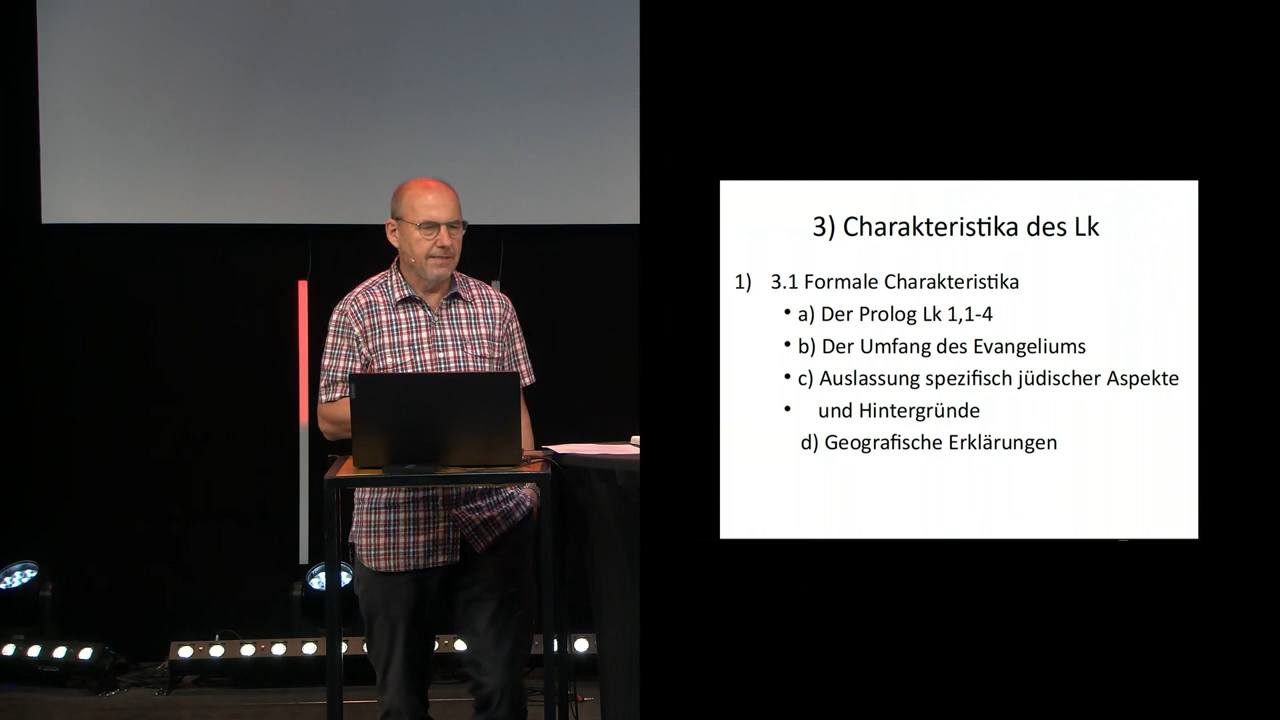 3) Charakteristika des Lk
1) 3.1 Formale Charakteristika
• a) Der Prolog Lk 1,1-4
• b) Der Umfang des Evangeliums
• c) Auslassung spezifisch jüdischer Aspekte
• und Hintergründe
d) Geografische Erklärungen